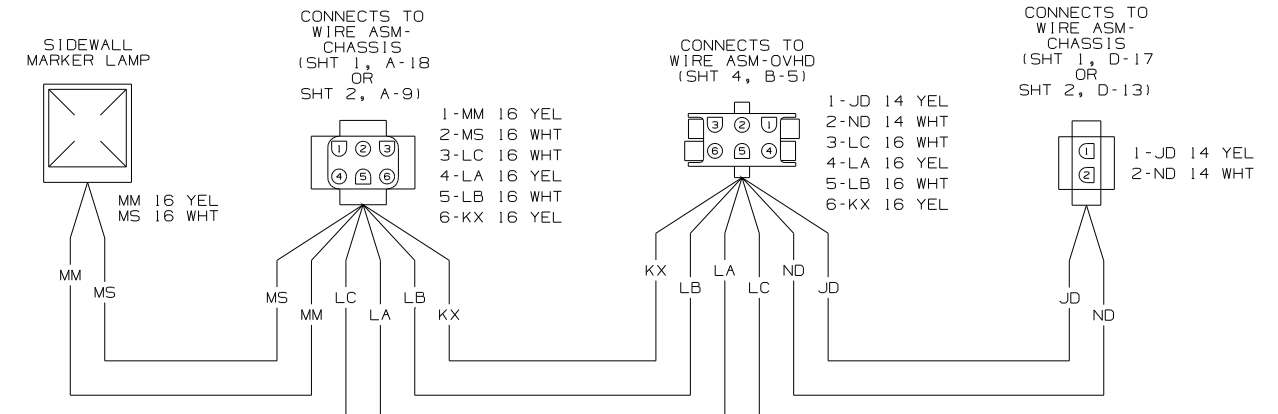 SIDEWALL
MARKER LAMP
MM 16 YEL
MS 16 WHT
CONNECTS TO
WIRE ASM-
CHASSIS
(SHT 1, A-18
OR
SHT 2, A-9)
1-MM 16 YEL
2-MS 16 WHT
3-LC 16 WHT
4-LA 16 YEL
5-LB 16 WHT
6-KX 16 YEL
1 2 3
4 5 6
CONNECTS TO
WIRE ASM-OVHD
(SHT 4, B-5)
3 2 1
6 5 4
1-JD 14 YEL
2-ND 14 WHT
3-LC 16 WHT
4-LA 16 YEL
5-LB 16 WHT
6-KX 16 YEL
CONNECTS TO
WIRE ASM-
CHASSIS
(SHT 1, D-17
OR
SHT 2, D-13)
1
2
1-JD 14 YEL
2-ND 14 WHT
MM
MS
MS
MM
LC
LA
LB
KX
KX
LB
LA
LC
ND
JD
JD
ND